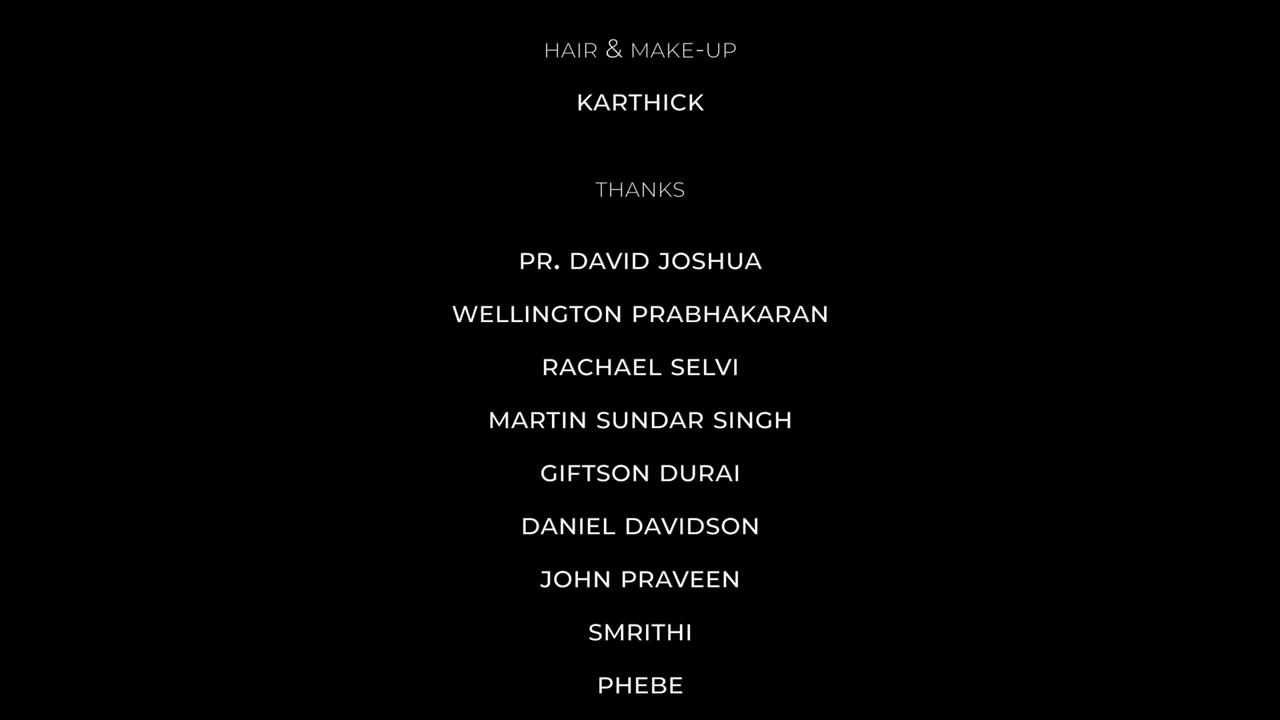 HAIR & MAKE-UP
KARTHICK
THANKS
PR. DAVID JOSHUA
WELLINGTON PRABHAKARAN
RACHAEL SELVI
MARTIN SUNDAR SINGH
GIFTSON DURAI
DANIEL DAVIDSON
JOHN PRAVEEN
SMRITHI
PHEBE